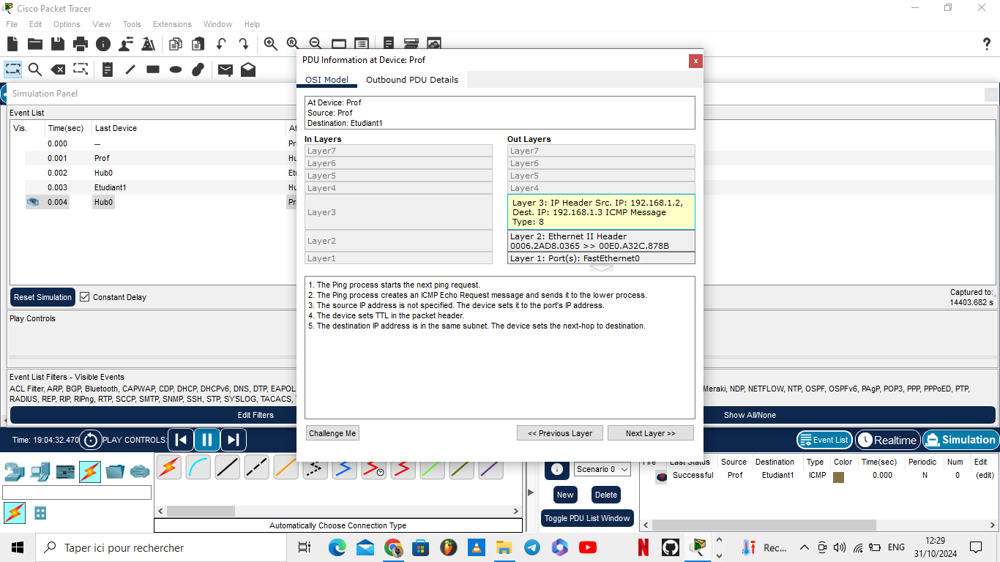 Cisco Packet Tracer
File Edit Options View Tools Extensions Window Help
Simulation Panel
Event List
Vis. Time(sec) Last Device
0.000 --
0.001 Prof
0.002 Hub0
0.003 Etudiant1
0.004 Hub0
Reset Simulation Constant Delay
Captured to:
14403.682 s
Play Controls
Event List Filters - Visible Events
ACL Filter, ARP, BGP, Bluetooth, CAPWAP, CDP, DHCP, DHCPv6, DNS, DTP, EAPOL
Meraki, NDP, NETFLOW, NTP, OSPF, OSPFv6, PAgP, POP3, PPP, PPPoED, PTP,
RADIUS, REP, RIP, RIPng, RTP, SCCP, SMTP, SNMP, SSH, STP, SYSLOG, TACACS,
Edit Filters Show All/None
PDU Information at Device: Prof
OSI Model Outbound PDU Details
At Device: Prof
Source: Prof
Destination: Etudiant1
In Layers
Layer7
Layer6
Layer5
Layer4
Layer3
Layer2
Layer1
Out Layers
Layer7
Layer6
Layer5
Layer4
Layer 3: IP Header Src. IP: 192.168.1.2,
Dest. IP: 192.168.1.3 ICMP Message
Type: 8
Layer 2: Ethernet II Header
0006.2AD8.0365 >> 00E0.A32C.878B
Layer 1: Port(s): FastEthernet0
1. The Ping process starts the next ping request.
2. The Ping process creates an ICMP Echo Request message and sends it to the lower process.
3. The source IP address is not specified. The device sets it to the port's IP address.
4. The device sets TTL in the packet header.
5. The destination IP address is in the same subnet. The device sets the next-hop to destination.
Challenge Me << Previous Layer Next Layer >>
Time: 19:04:32.470 PLAY CONTROLS: Event List Realtime Simulation
Automatically Choose Connection Type
Scenario 0
New Delete
Toggle PDU List Window
Fire Last Status Source Destination Type Color Time(sec) Periodic Num Edit
Successful Prof Etudiant1 ICMP 0.000 N 0 (edit)
Taper ici pour rechercher
Rec... ENG
12:29
31/10/2024